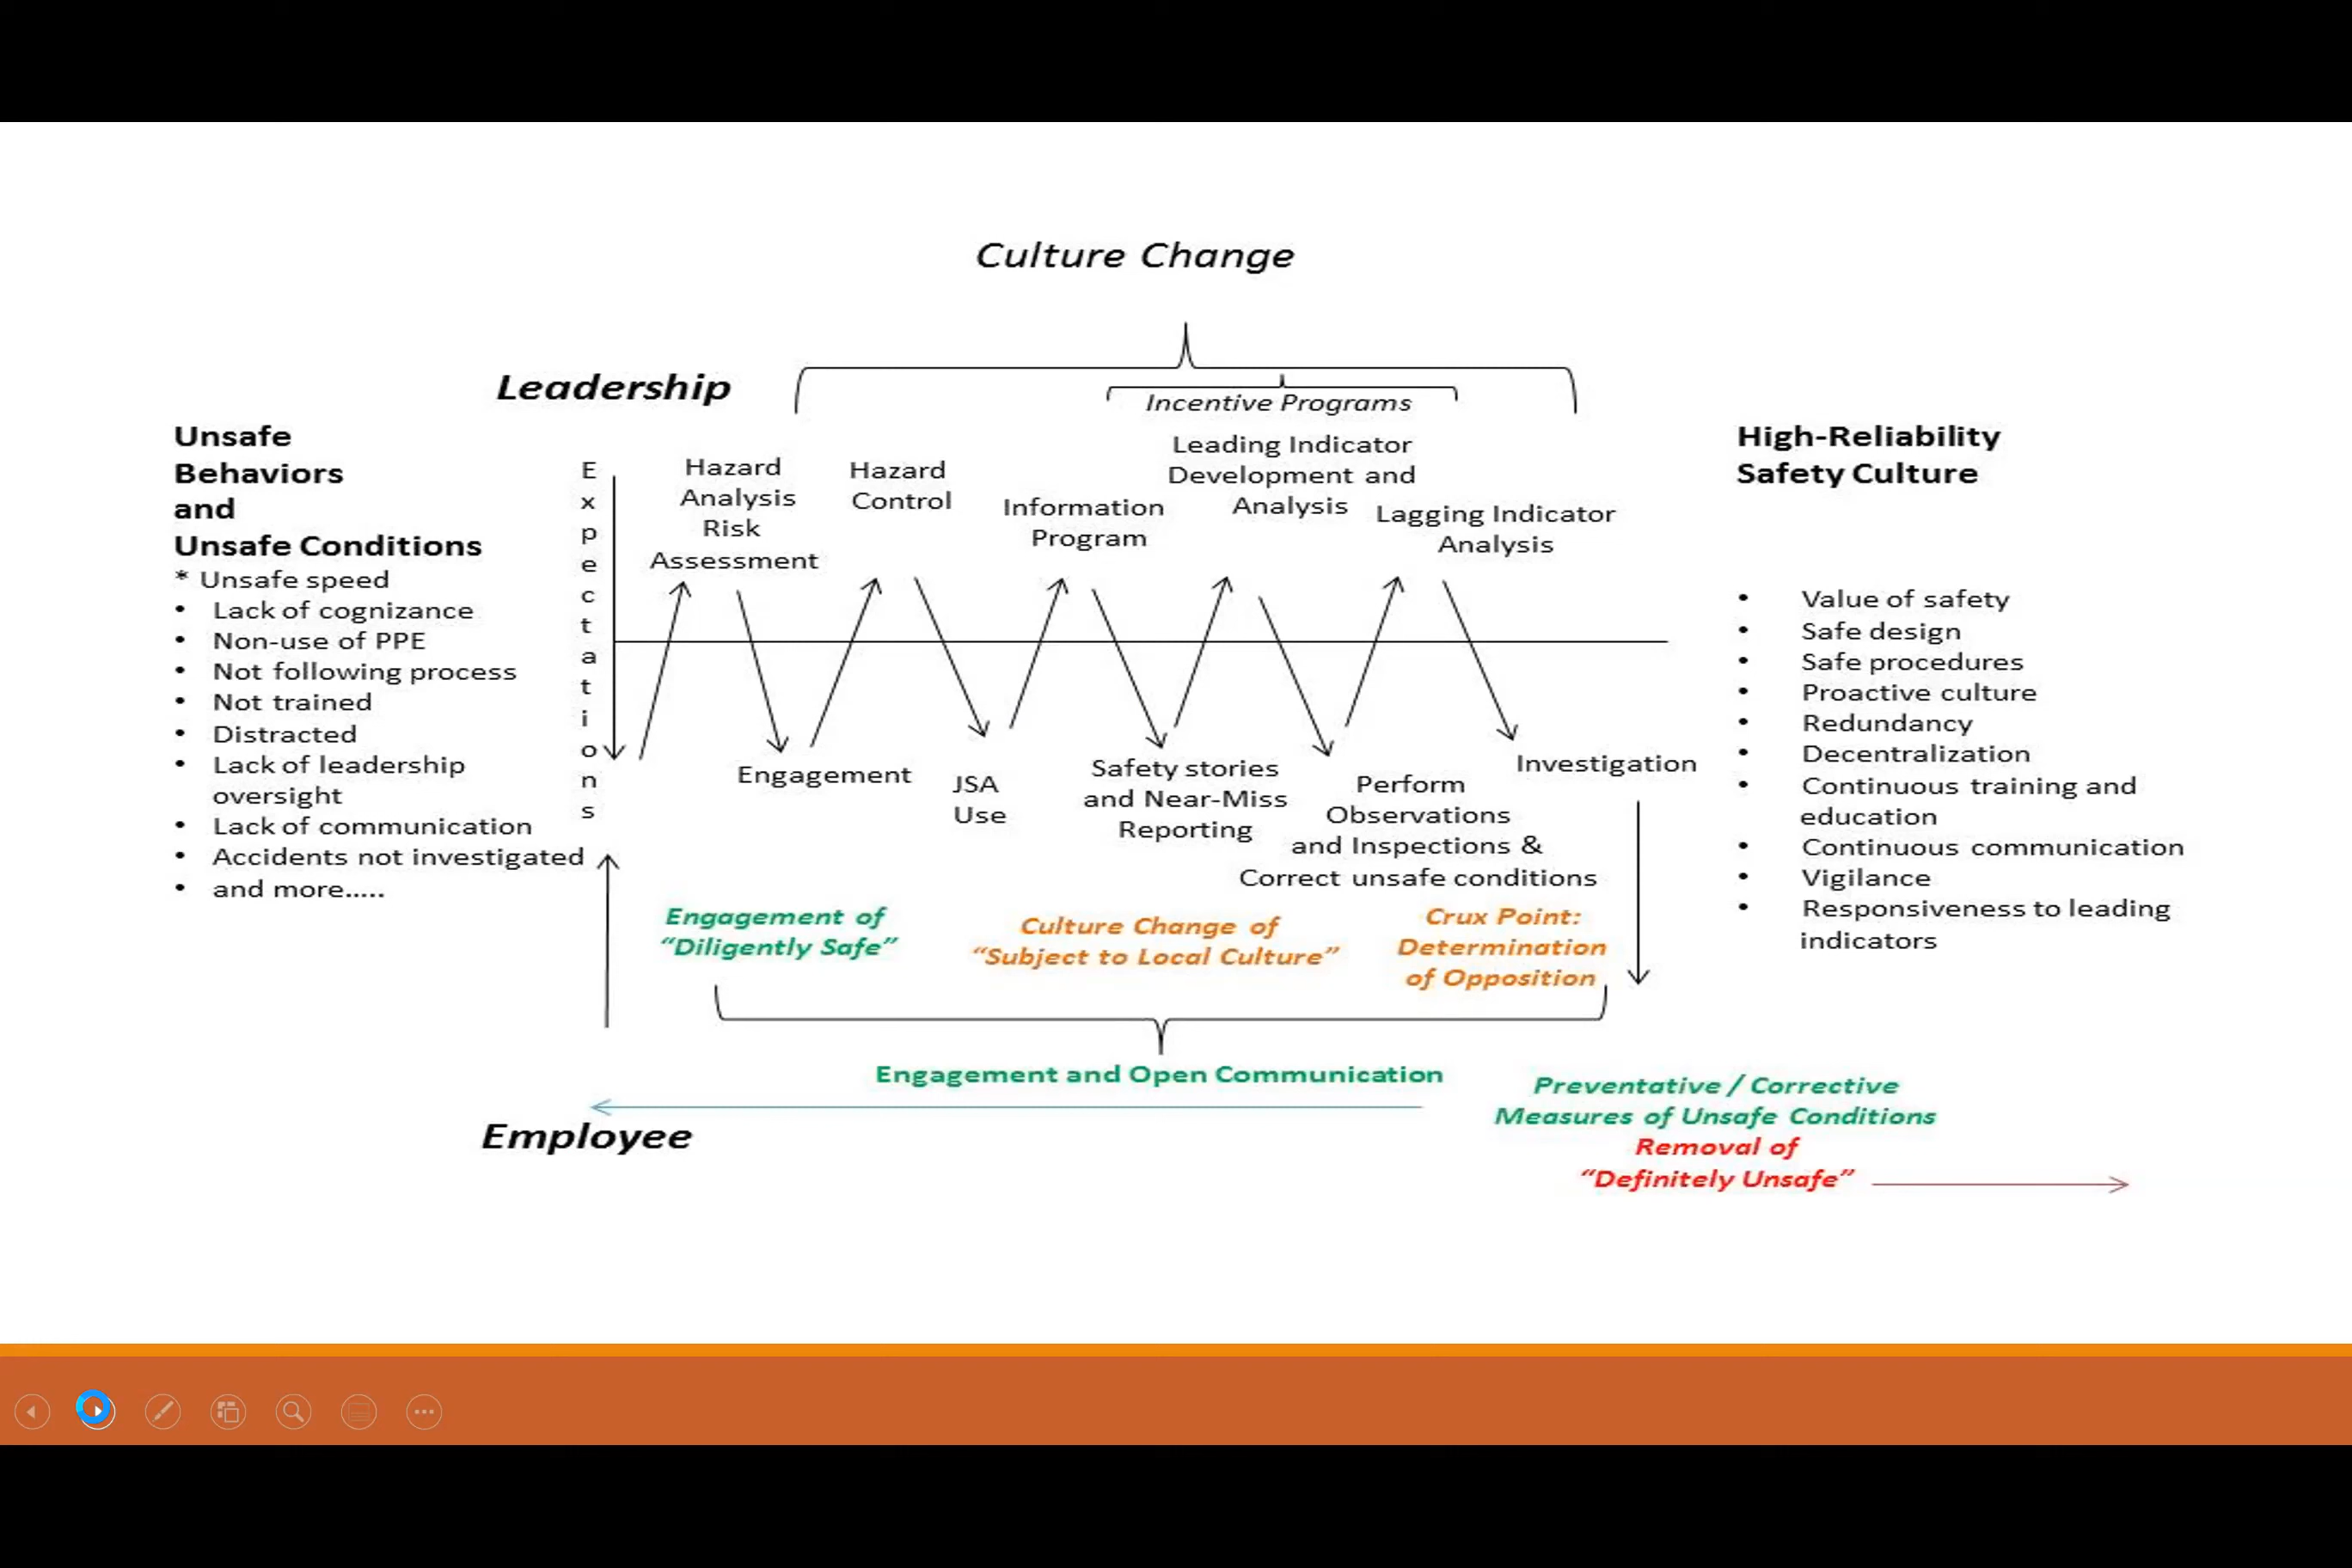 Culture Change
Leadership
Incentive Programs
Unsafe
Behaviors
and
Unsafe Conditions
* Unsafe speed
• Lack of cognizance
• Non-use of PPE
• Not following process
• Not trained
• Distracted
• Lack of leadership
oversight
• Lack of communication
• Accidents not investigated
• and more.....
E
x
p
e
c
t
a
t
i
o
n
s
Hazard
Analysis
Risk
Assessment
Hazard
Control
Information
Program
Leading Indicator
Development and
Analysis
Lagging Indicator
Analysis
Engagement
JSA
Use
Safety stories
and Near-Miss
Reporting
Perform
Observations
and Inspections &
Correct unsafe conditions
Investigation
High-Reliability
Safety Culture
• Value of safety
• Safe design
• Safe procedures
• Proactive culture
• Redundancy
• Decentralization
• Continuous training and
education
• Continuous communication
• Vigilance
• Responsiveness to leading
indicators
Engagement of
“Diligently Safe”
Culture Change of
“Subject to Local Culture”
Crux Point:
Determination
of Opposition
Engagement and Open Communication
Employee
Preventative / Corrective
Measures of Unsafe Conditions
Removal of
“Definitely Unsafe”